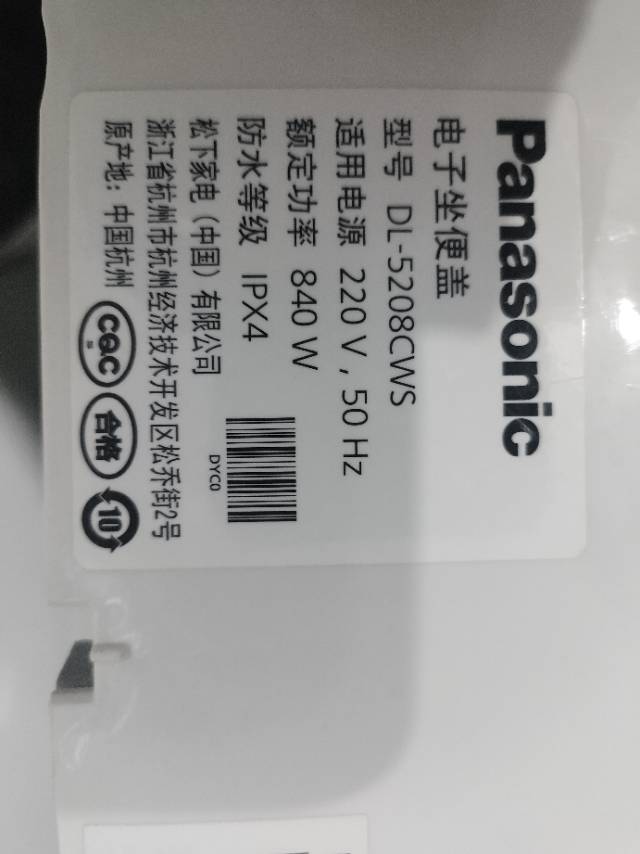 Panasonic
电子坐便盖
型号 DL-5208CWS
适用电源 220 V , 50 Hz
额定功率 840 W
防水等级 IPX4
DYC0
松下家电（中国）有限公司
浙江省杭州市杭州经济技术开发区松乔街2号
原产地：中国杭州
CQC
合格
10